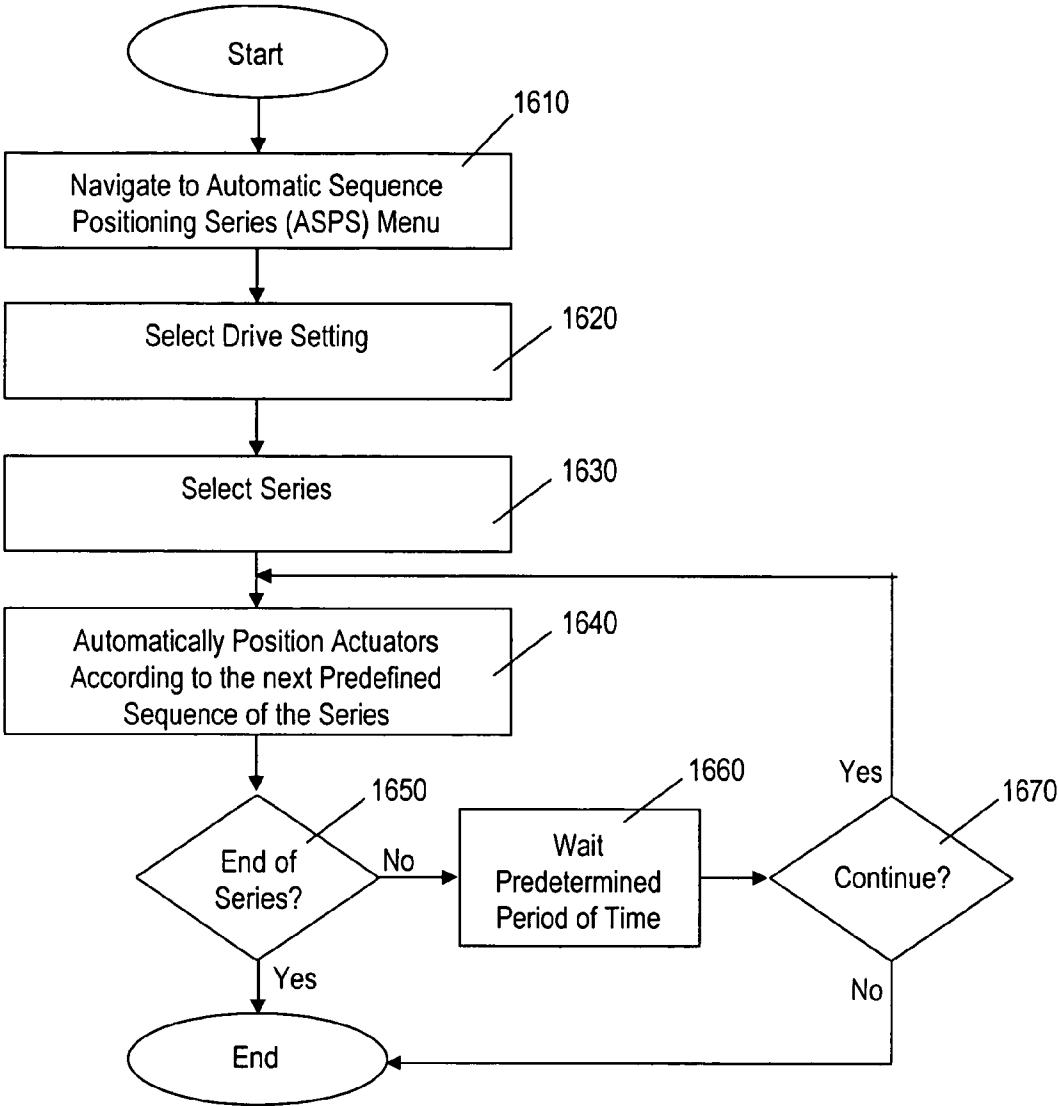 Start
1610
Navigate to Automatic Sequence
Positioning Series (ASPS) Menu
1620
Select Drive Setting
1630
Select Series
1640
Automatically Position Actuators
According to the next Predefined
Sequence of the Series
1650
End of
Series?
No
Yes
1660
Wait
Predetermined
Period of Time
1670
Continue?
Yes
No
End